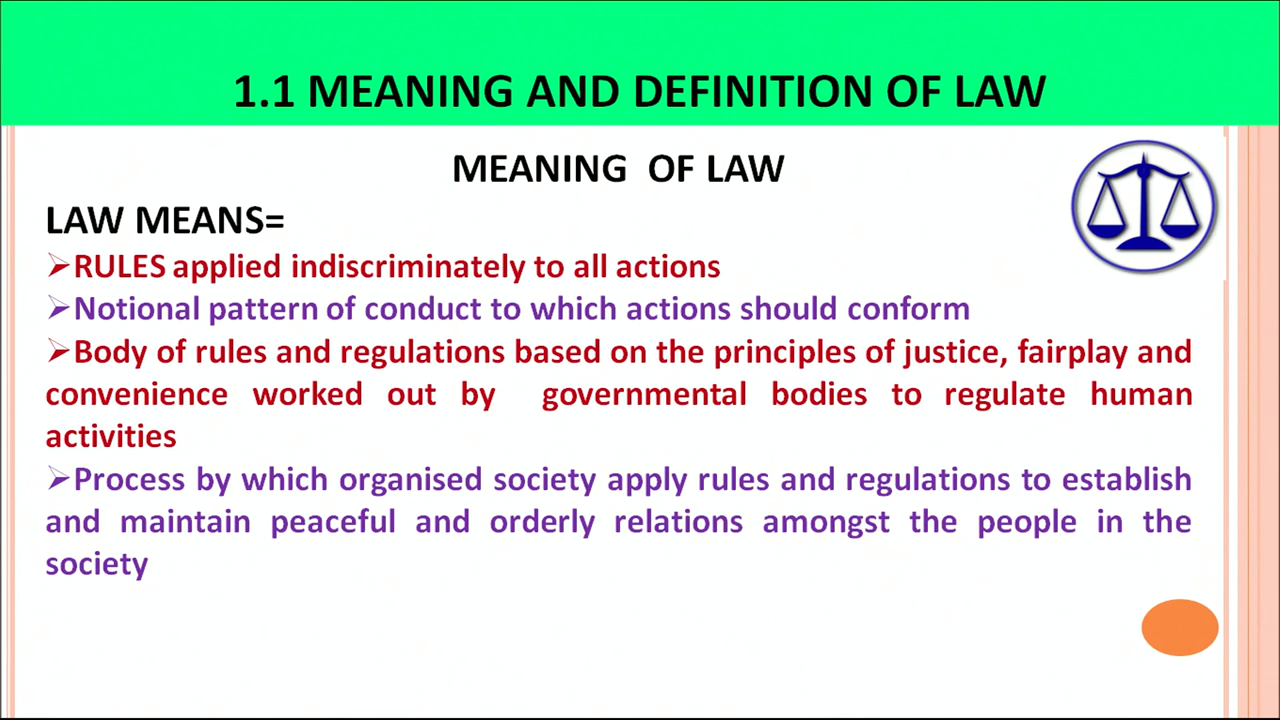 1.1 MEANING AND DEFINITION OF LAW
MEANING OF LAW
LAW MEANS=
➢RULES applied indiscriminately to all actions
➢Notional pattern of conduct to which actions should conform
➢Body of rules and regulations based on the principles of justice, fairplay and
convenience worked out by governmental bodies to regulate human
activities
➢Process by which organised society apply rules and regulations to establish
and maintain peaceful and orderly relations amongst the people in the
society